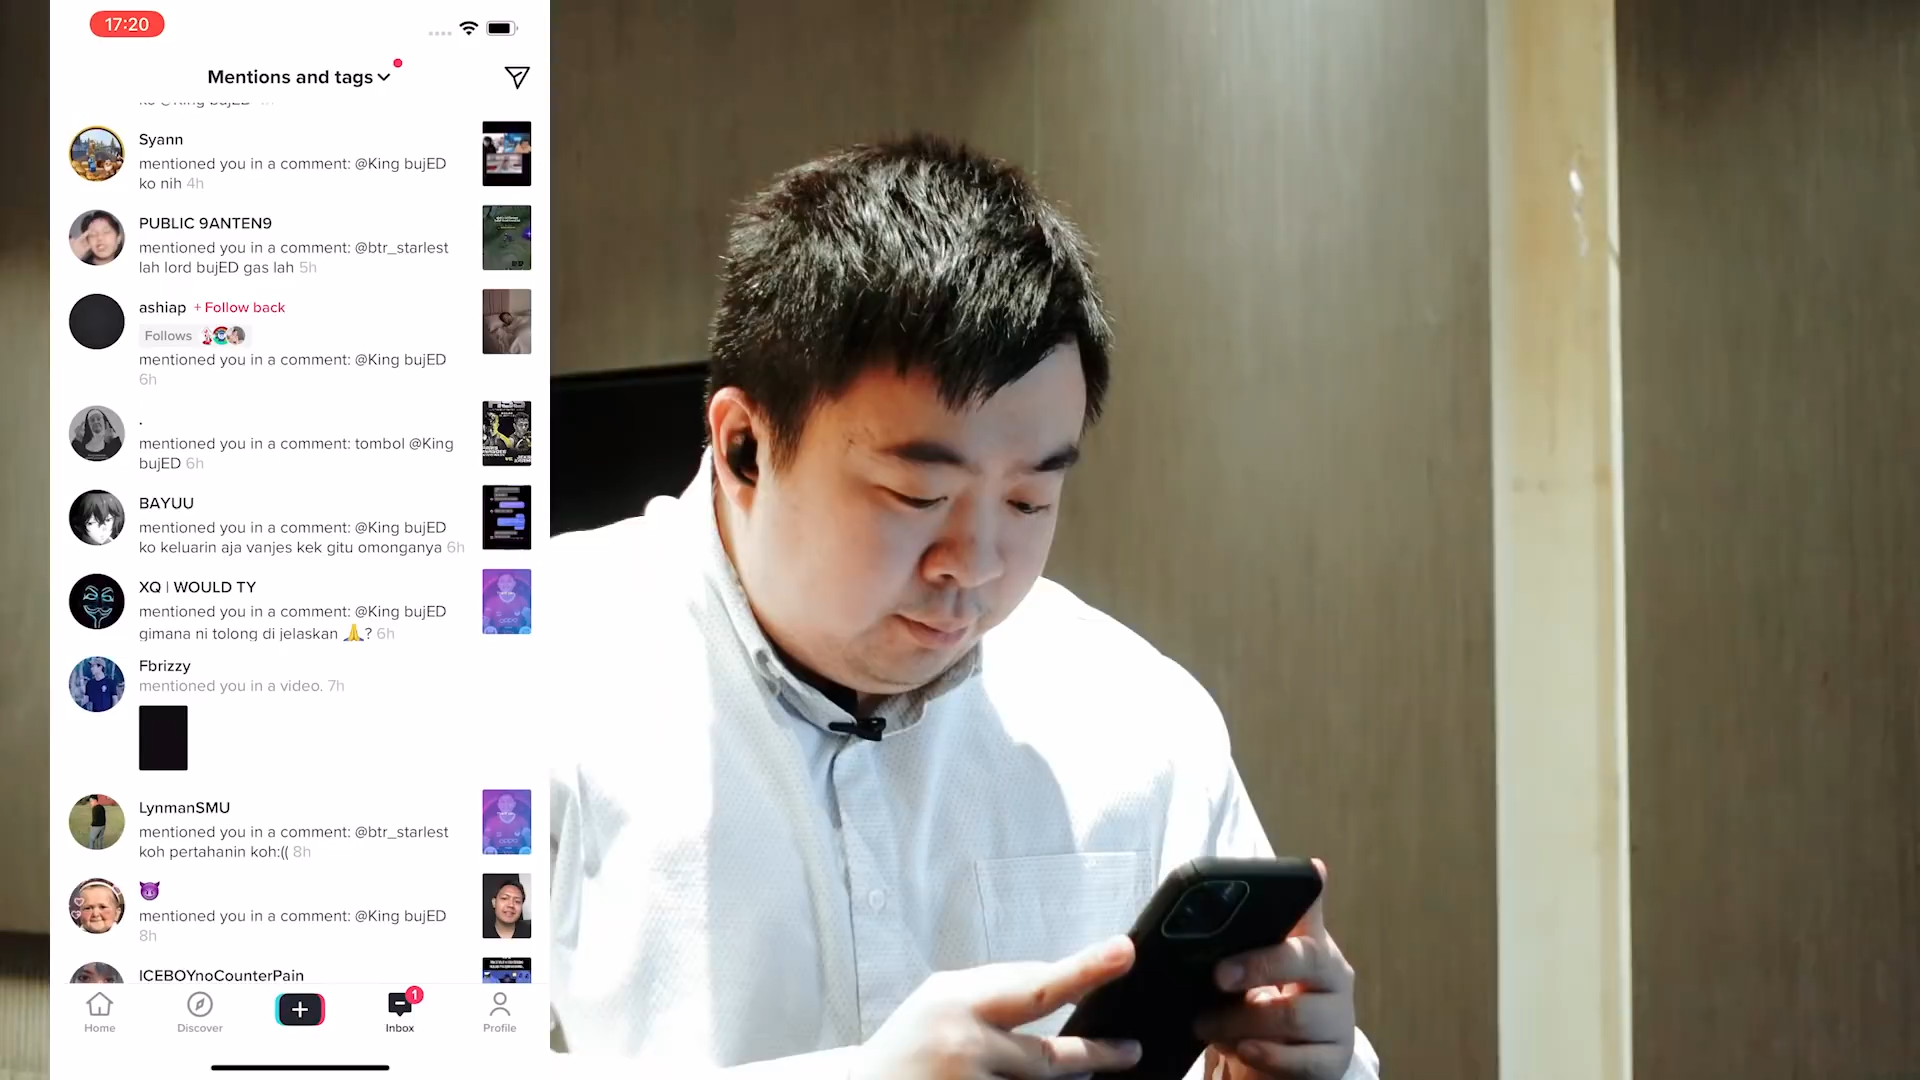 17:20
Mentions and tags
Syann
mentioned you in a comment: @King bujED
ko nih 4h
PUBLIC 9ANTEN9
mentioned you in a comment: @btr_starlest
lah lord bujED gas lah 5h
ashiap + Follow back
Follows
mentioned you in a comment: @King bujED
6h
.
mentioned you in a comment: tombol @King
bujED 6h
BAYUU
mentioned you in a comment: @King bujED
ko keluarin aja vanjes kek gitu omonganya 6h
XQ | WOULD TY
mentioned you in a comment: @King bujED
gimana ni tolong di jelaskan 🙏? 6h
Fbrizzy
mentioned you in a video. 7h
LynmanSMU
mentioned you in a comment: @btr_starlest
koh pertahanin koh:(( 8h
😈
mentioned you in a comment: @King bujED
8h
ICEBOYnoCounterPain
1
Home
Discover
Inbox
Profile